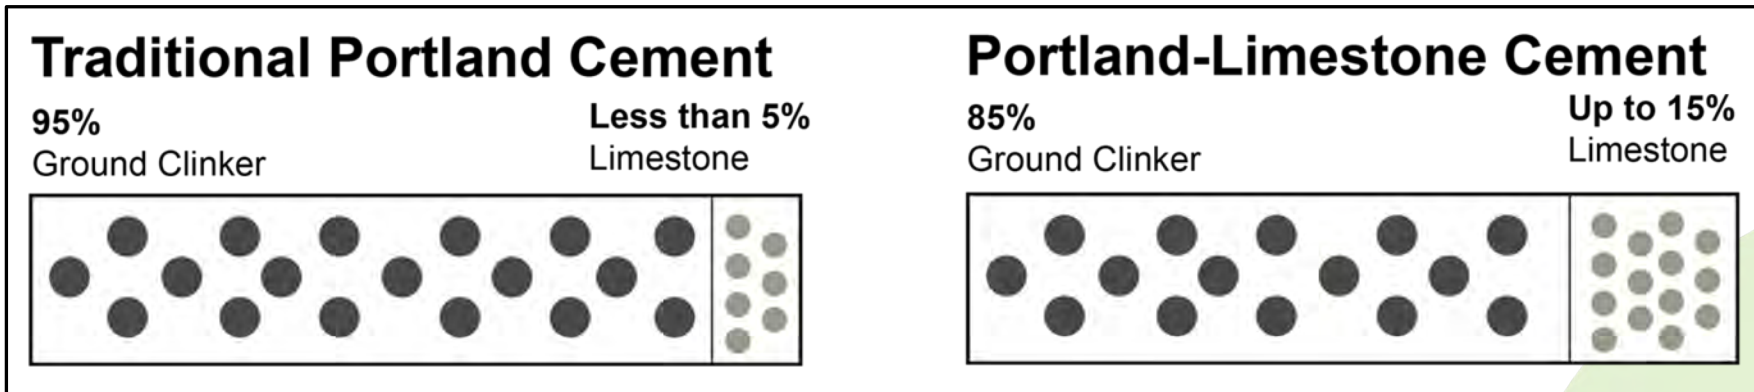 Traditional Portland Cement
95%
Ground Clinker
Less than 5%
Limestone
Portland-Limestone Cement
85%
Ground Clinker
Up to 15%
Limestone